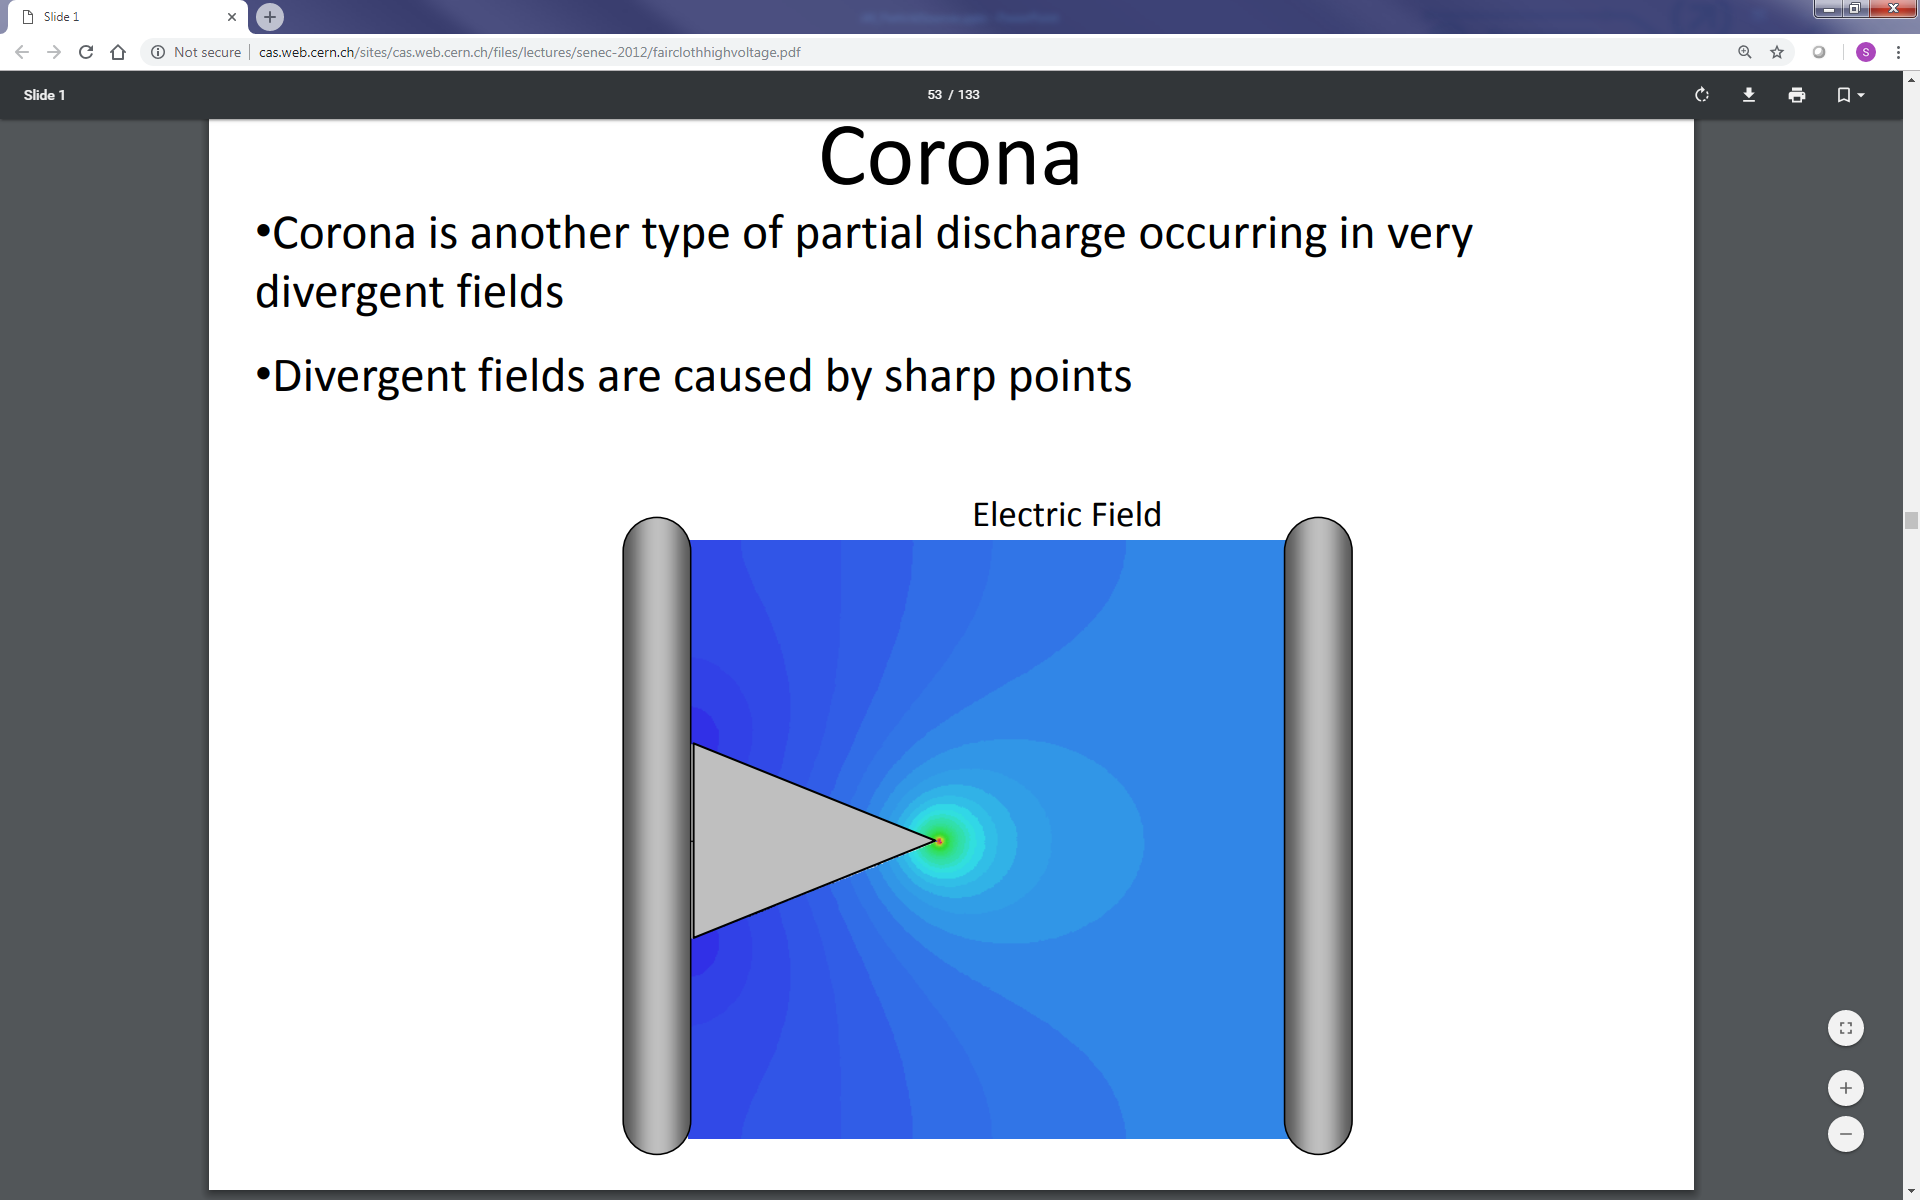 Slide 1
Not secure
cas.web.cern.ch/sites/cas.web.cern.ch/files/lectures/senec-2012/fairclothhighvoltage.pdf
S
Slide 1
53 / 133
Corona
•Corona is another type of partial discharge occurring in very
divergent fields
•Divergent fields are caused by sharp points
Electric Field